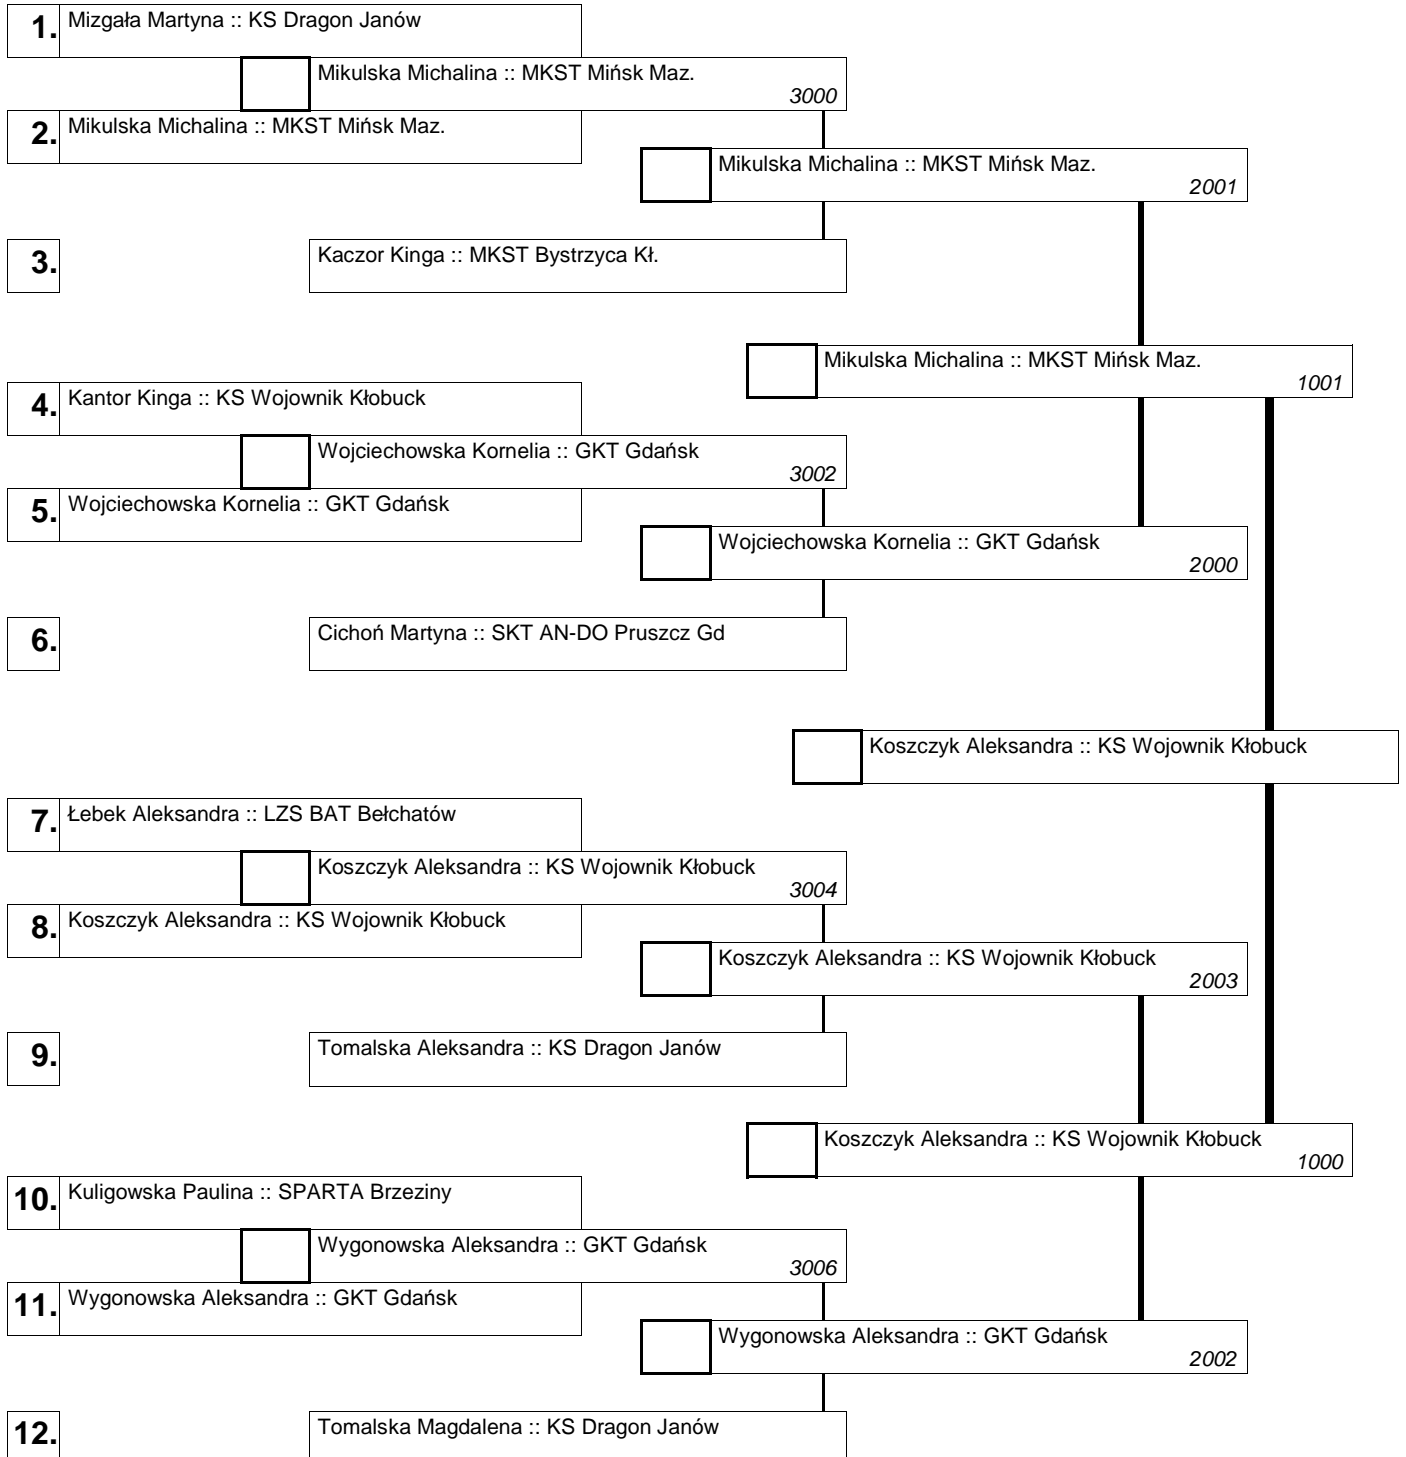 1. Mizgała Martyna :: KS Dragon Janów
Mikulska Michalina :: MKST Mińsk Maz.
3000
2. Mikulska Michalina :: MKST Mińsk Maz.
Mikulska Michalina :: MKST Mińsk Maz.
2001
3. Kaczor Kinga :: MKST Bystrzyca Kł.
Mikulska Michalina :: MKST Mińsk Maz.
1001
4. Kantor Kinga :: KS Wojownik Kłobuck
Wojciechowska Kornelia :: GKT Gdańsk
3002
5. Wojciechowska Kornelia :: GKT Gdańsk
Wojciechowska Kornelia :: GKT Gdańsk
2000
6. Cichoń Martyna :: SKT AN-DO Pruszcz Gd
Koszczyk Aleksandra :: KS Wojownik Kłobuck
7. Łebek Aleksandra :: LZS BAT Bełchatów
Koszczyk Aleksandra :: KS Wojownik Kłobuck
3004
8. Koszczyk Aleksandra :: KS Wojownik Kłobuck
Koszczyk Aleksandra :: KS Wojownik Kłobuck
2003
9. Tomalska Aleksandra :: KS Dragon Janów
Koszczyk Aleksandra :: KS Wojownik Kłobuck
1000
10. Kuligowska Paulina :: SPARTA Brzeziny
Wygonowska Aleksandra :: GKT Gdańsk
3006
11. Wygonowska Aleksandra :: GKT Gdańsk
Wygonowska Aleksandra :: GKT Gdańsk
2002
12. Tomalska Magdalena :: KS Dragon Janów